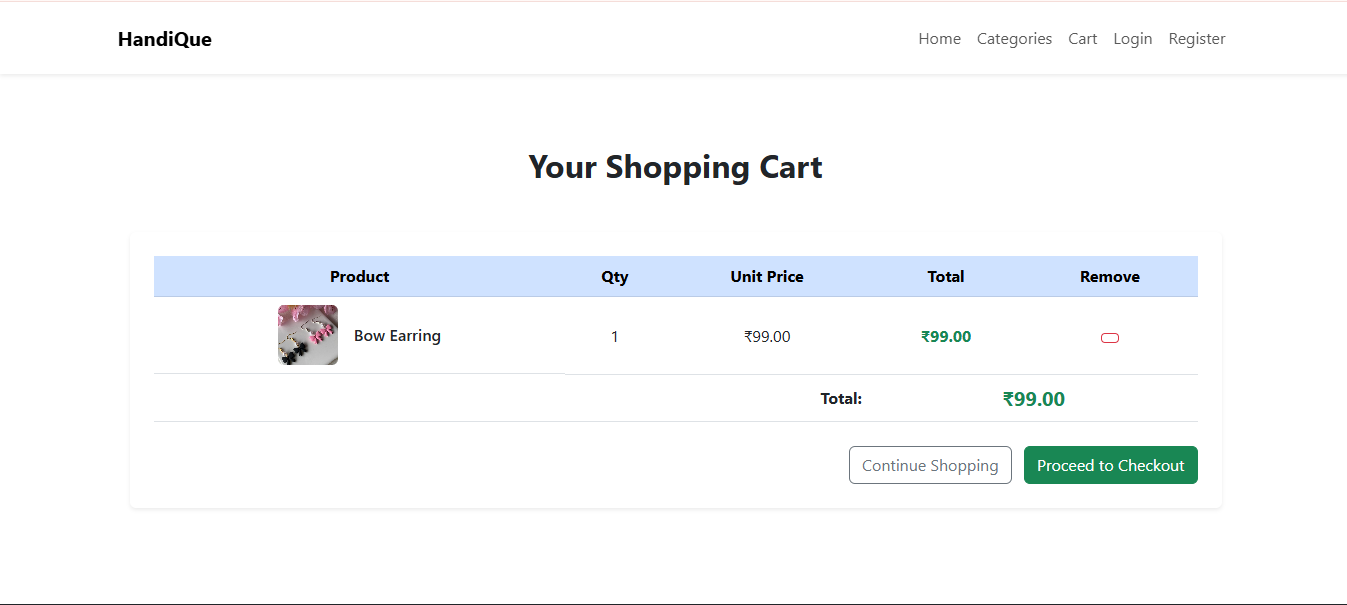 HandiQue Home Categories Cart Login Register
Your Shopping Cart
Product Qty Unit Price Total Remove
Bow Earring 1 ₹99.00 ₹99.00
Total: ₹99.00
Continue Shopping Proceed to Checkout